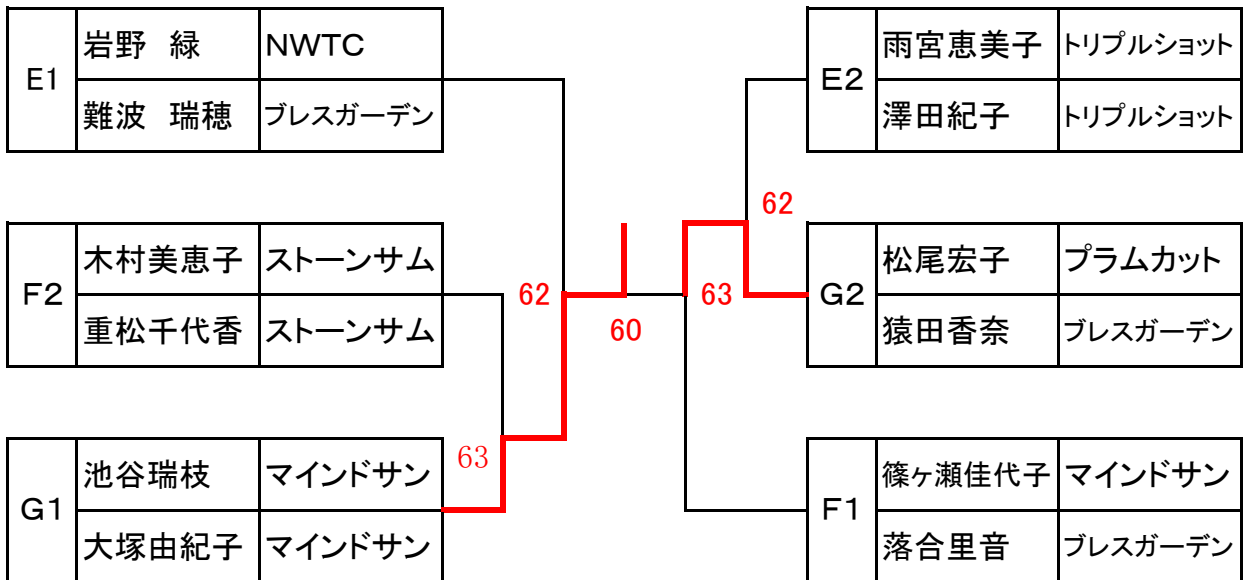 E1
岩野　緑 NWTC
難波　瑞穂 ブレスガーデン
F2
木村美恵子 ストーンサム
重松千代香 ストーンサム
G1
池谷瑞枝 マインドサン
大塚由紀子 マインドサン
63
62
60
63
62
E2
雨宮恵美子 トリプルショット
澤田紀子 トリプルショット
G2
松尾宏子 プラムカット
猿田香奈 ブレスガーデン
F1
篠ヶ瀬佳代子 マインドサン
落合里音 ブレスガーデン